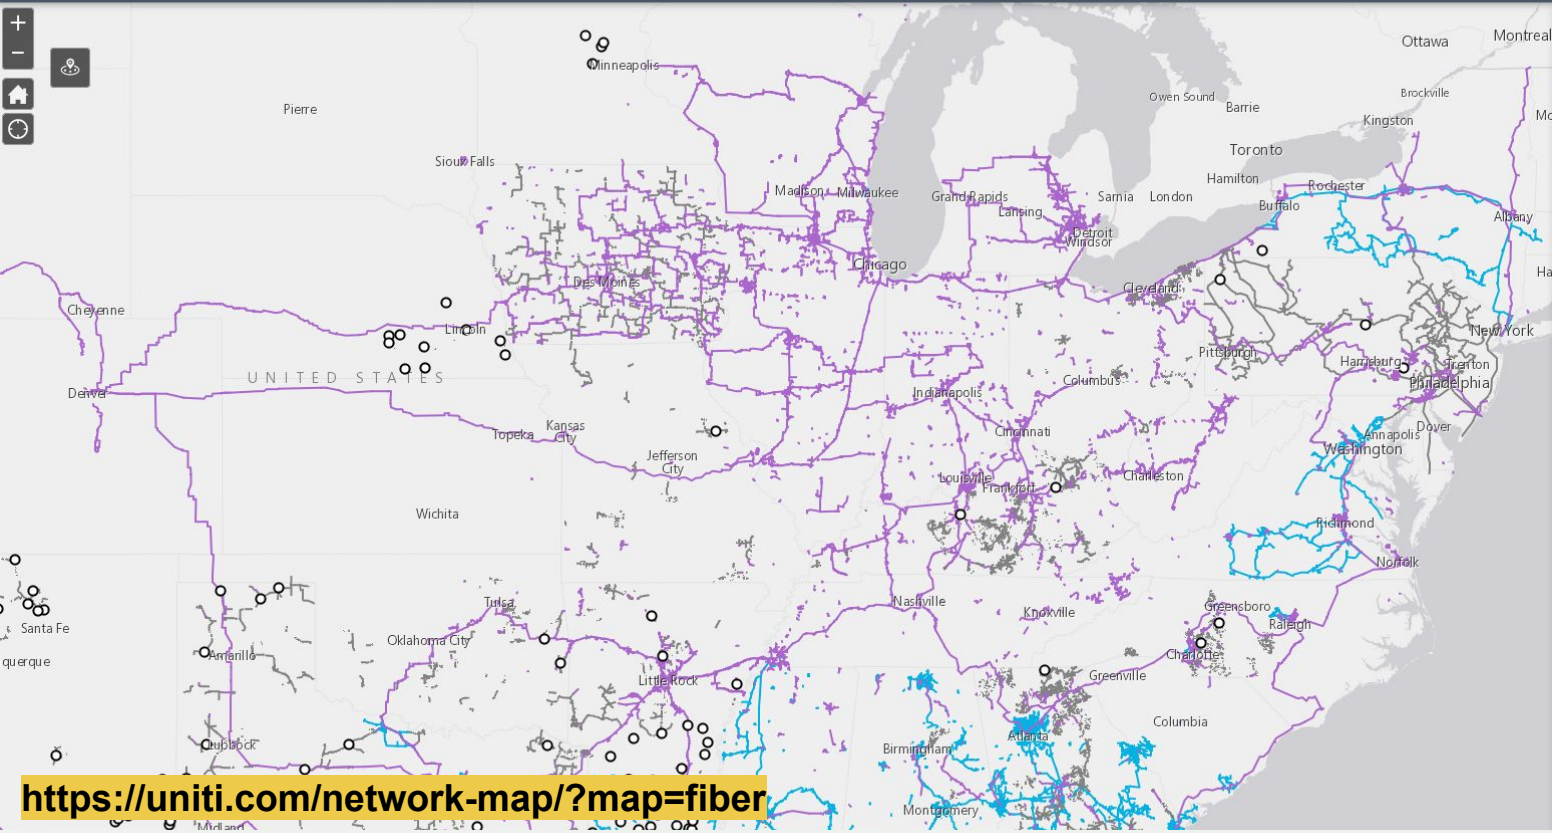 +
−
Ottawa
Montreal
Minneapolis
Owen Sound
Barrie
Brockville
Kingston
Pierre
Toronto
Sioux Falls
Hamilton
Madison
Milwaukee
Grand Rapids
Lansing
Sarnia
London
Rochester
Buffalo
Albany
Detroit
Windsor
Chicago
Des Moines
Cleveland
Cheyenne
Lincoln
New York
Pittsburgh
Harrisburg
Trenton
UNITED STATES
Columbus
Philadelphia
Denver
Indianapolis
Topeka
Kansas
City
Cincinnati
Dover
Annapolis
Washington
Jefferson
City
Louisville
Frankfort
Charleston
Wichita
Richmond
Norfolk
Tulsa
Nashville
Knoxville
Greensboro
Raleigh
Santa Fe
Oklahoma City
querque
Amarillo
Charlotte
Little Rock
Greenville
Columbia
Lubbock
Atlanta
Birmingham
https://uniti.com/network-map/?map=fiber
Montgomery
Midland